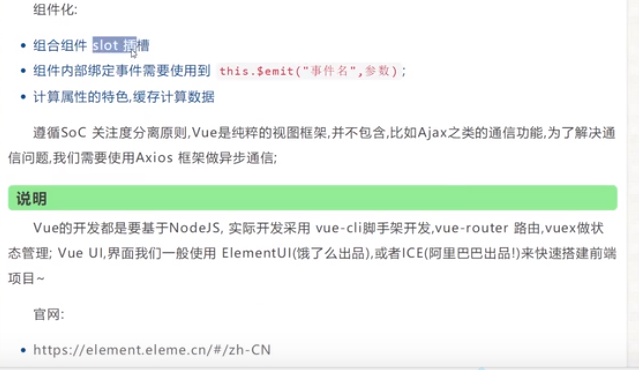 组件化:
组合组件 slot 插槽
组件内部绑定事件需要使用到 this.$emit("事件名",参数) ;
计算属性的特色,缓存计算数据
遵循SoC 关注度分离原则,Vue是纯粹的视图框架,并不包含,比如Ajax之类的通信功能,为了解决通
信问题,我们需要使用Axios 框架做异步通信;
说明
Vue的开发都是要基于NodeJS, 实际开发采用 vue-cli脚手架开发,vue-router 路由,vuex做状
态管理; Vue UI,界面我们一般使用 ElementUI(饿了么出品),或者ICE(阿里巴巴出品!)来快速搭建前端
项目~
官网:
https://element.eleme.cn/#/zh-CN